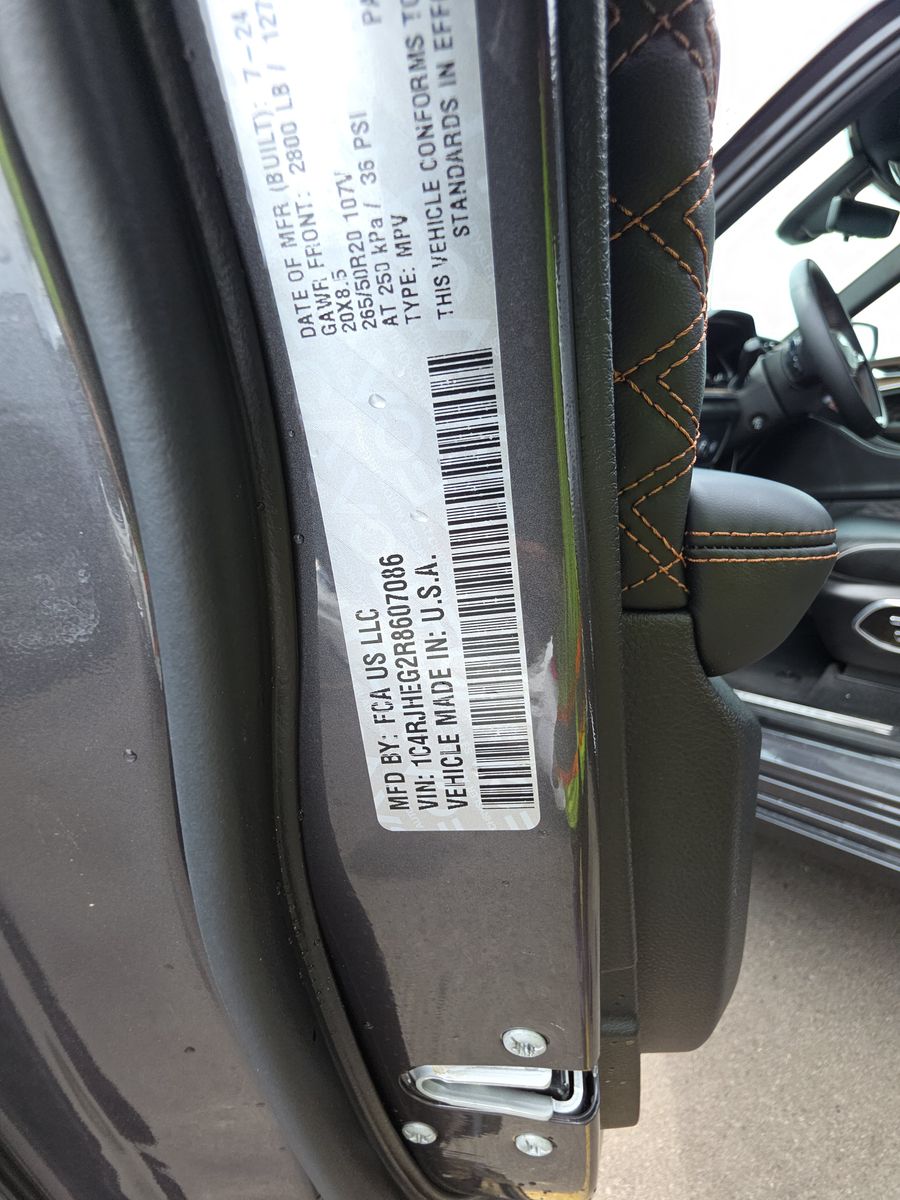 MFD BY: FCA US LLC
DATE OF MFR (BUILT): 7-24
GAWR FRONT: 2800 LB / 127
20X8.5
265/50R20 107V
AT 250 kPa / 36 PSI
TYPE: MPV
VIN: 1C4RJHEG2R8607086
THIS VEHICLE CONFORMS TO
STANDARDS IN EFF
VEHICLE MADE IN: U.S.A.